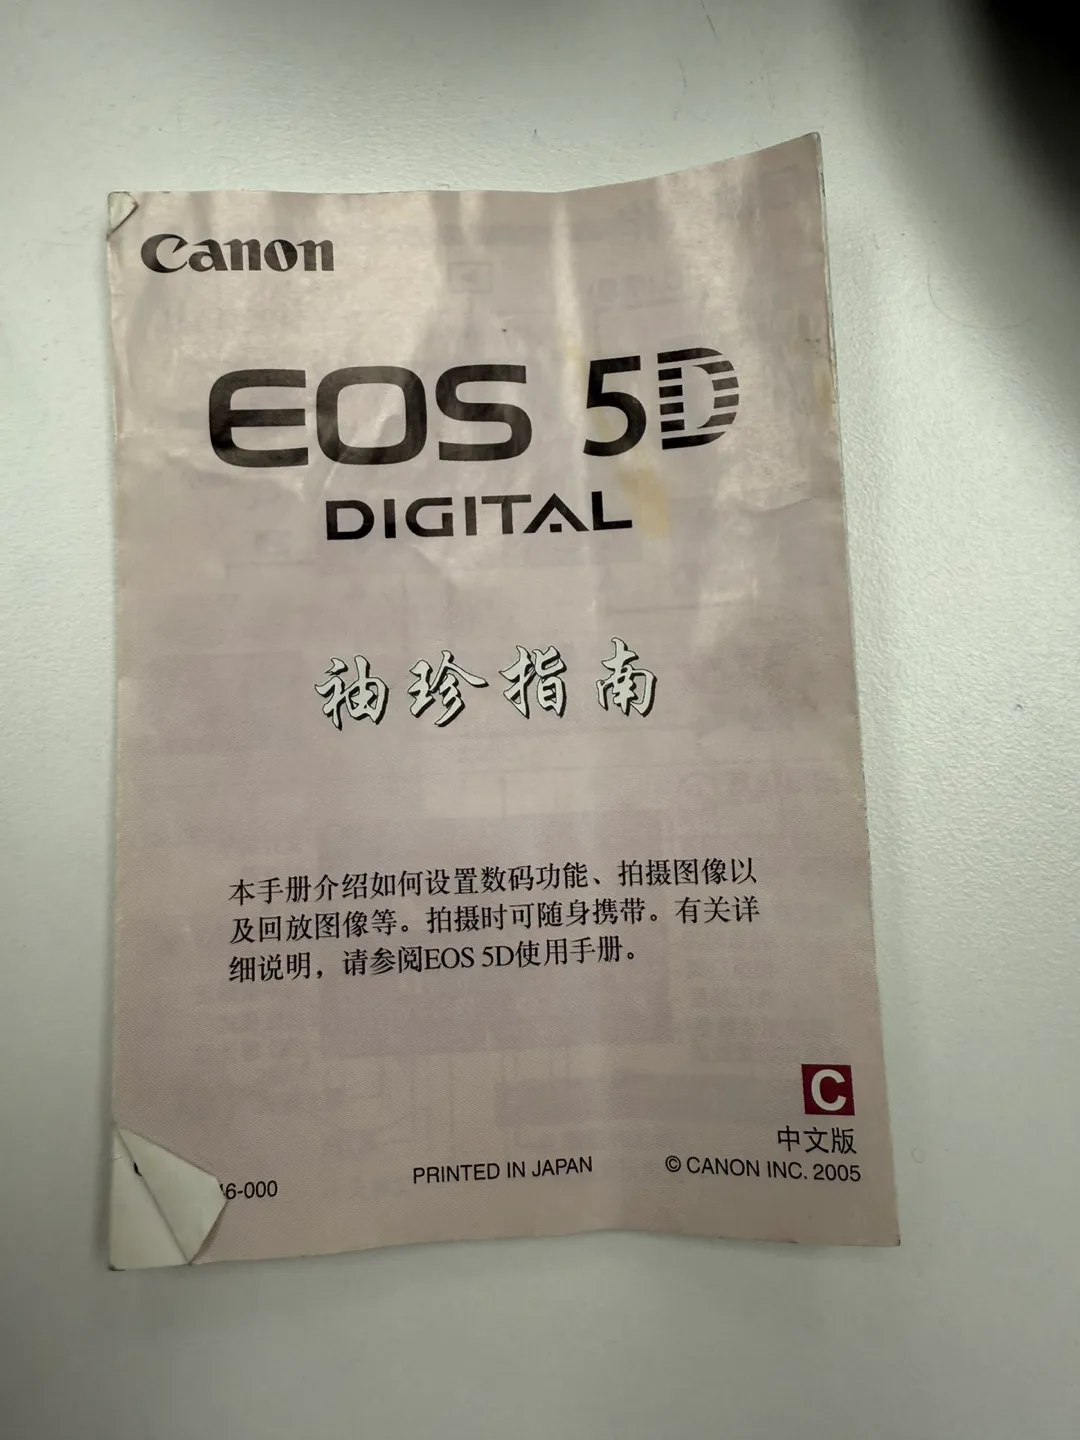 Canon
EOS 5D
DIGITAL
袖珍指南
本手册介绍如何设置数码功能、拍摄图像以
及回放图像等。拍摄时可随身携带。有关详
细说明，请参阅EOS 5D使用手册。
C
中文版
6-000
PRINTED IN JAPAN
© CANON INC. 2005